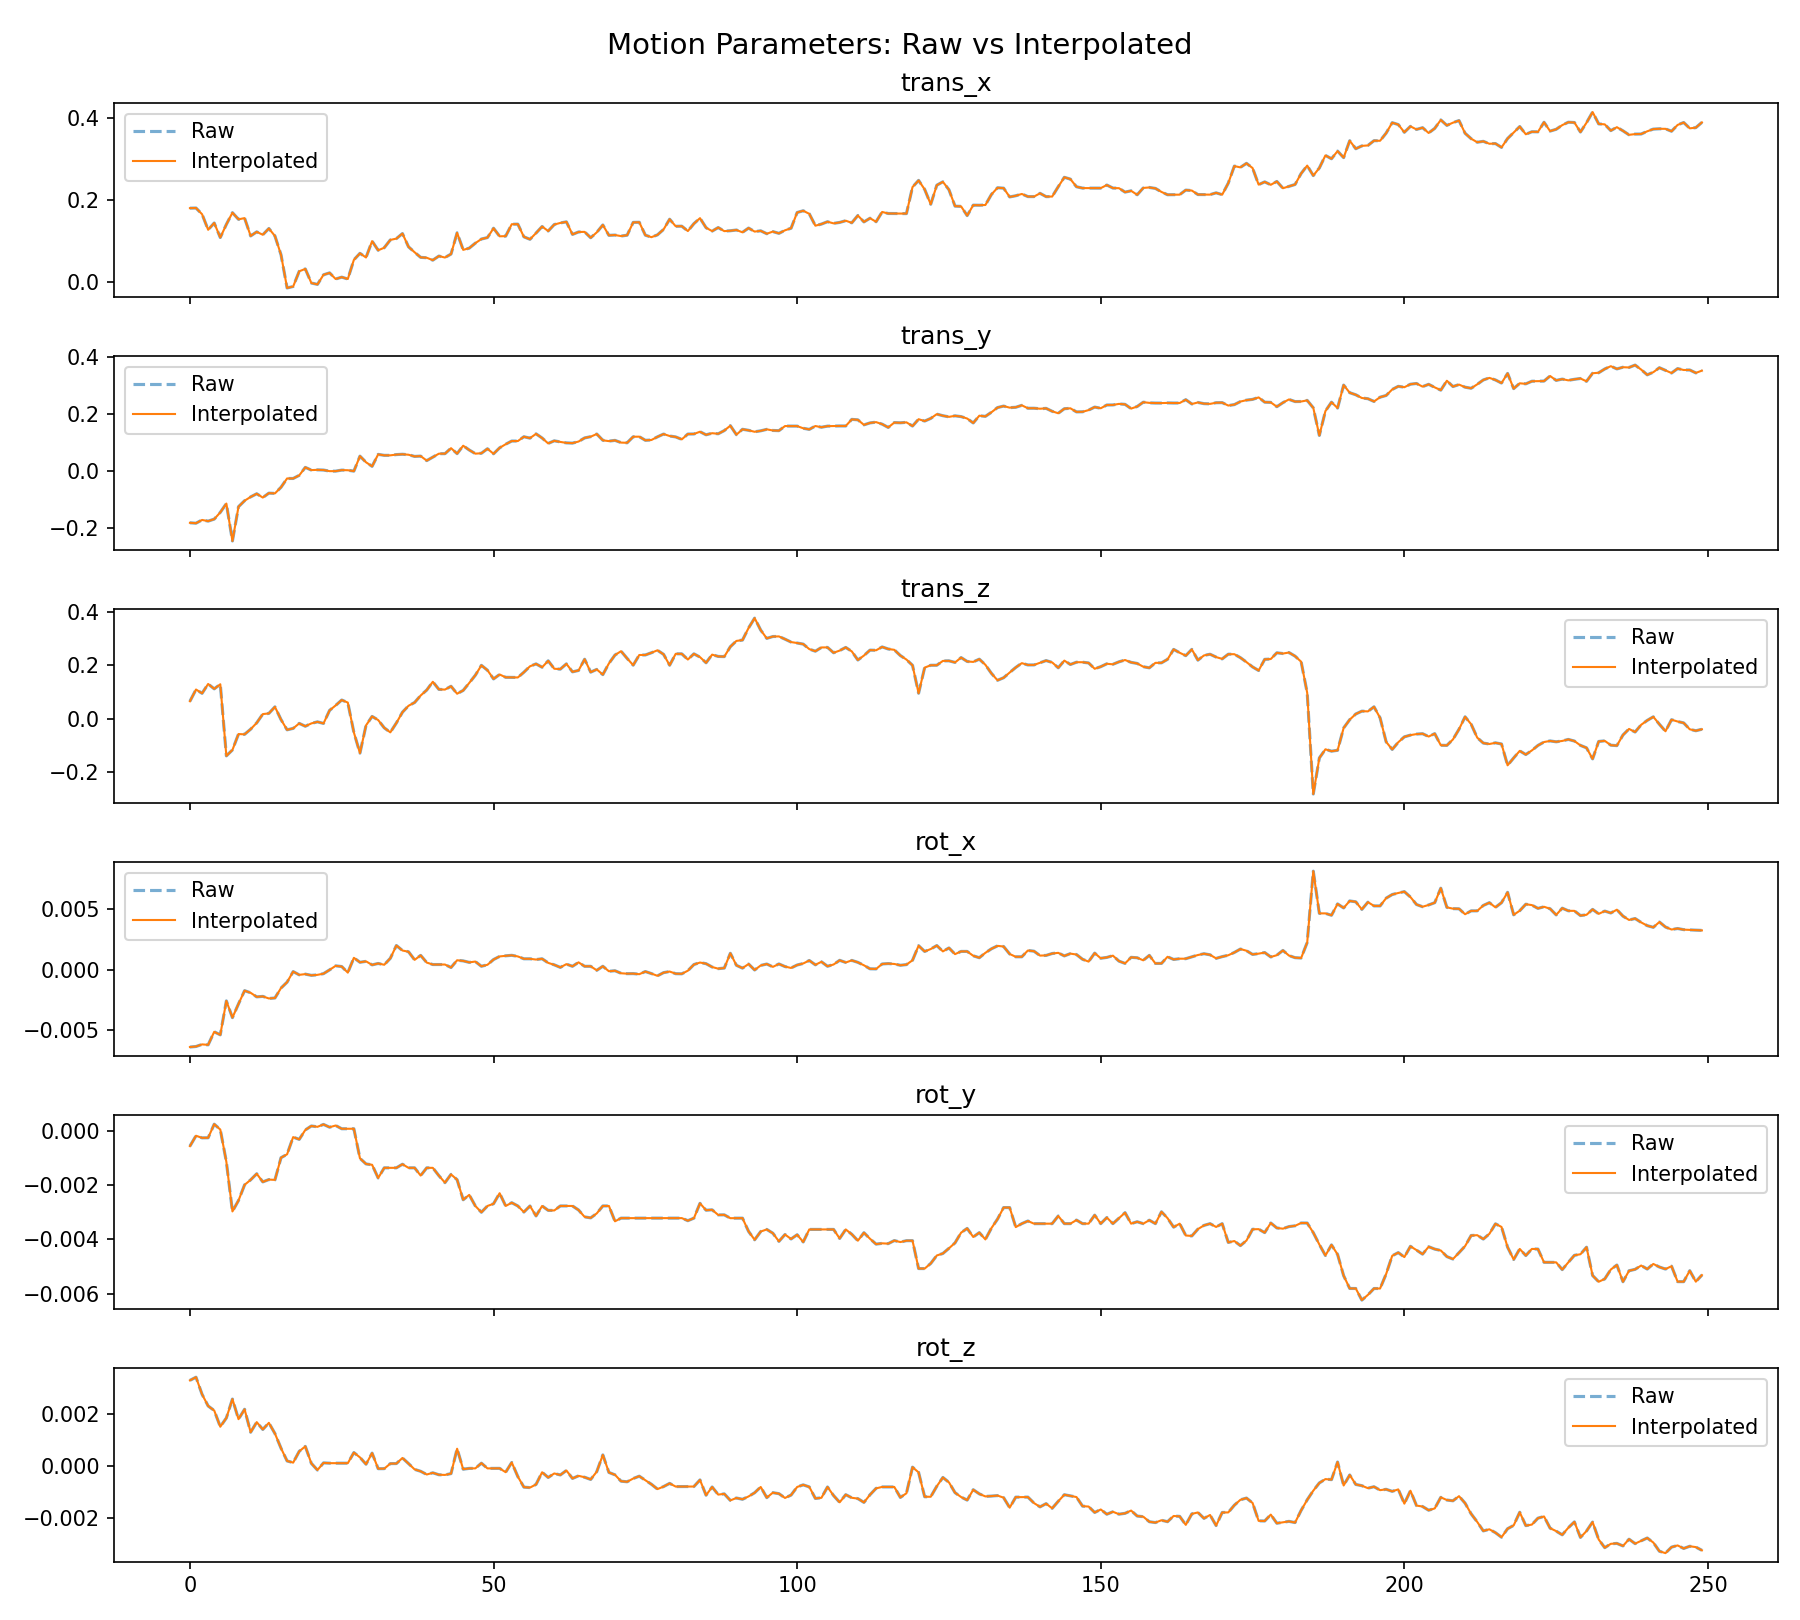 Motion Parameters: Raw vs Interpolated
trans_x
Raw
Interpolated
0.4
0.2
0.0
trans_y
Raw
Interpolated
0.4
0.2
0.0
−0.2
trans_z
Raw
Interpolated
0.4
0.2
0.0
−0.2
rot_x
Raw
Interpolated
0.005
0.000
−0.005
rot_y
Raw
Interpolated
0.000
−0.002
−0.004
−0.006
rot_z
Raw
Interpolated
0.002
0.000
−0.002
0 50 100 150 200 250